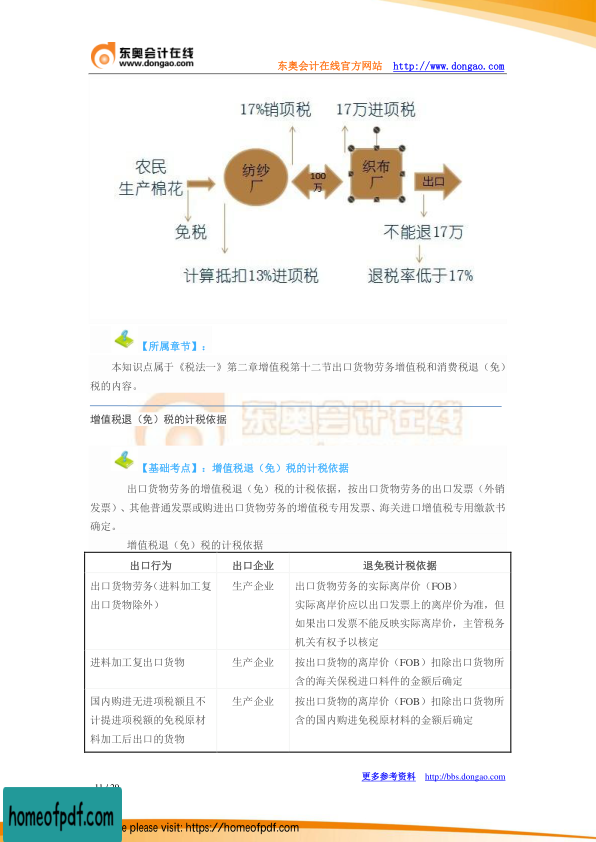 东奥会计在线
www.dongao.com
东奥会计在线官方网站 http://www.dongao.com
17%销项税 17万进项税
农民
生产棉花
纺纱
厂
100
万
织布
厂
出口
免税
不能退17万
计算抵扣13%进项税
退税率低于17%
【所属章节】：
本知识点属于《税法一》第二章增值税第十二节出口货物劳务增值税和消费税退（免）
税的内容。
东奥会计在线
增值税退（免）税的计税依据
【基础考点】：增值税退（免）税的计税依据
出口货物劳务的增值税退（免）税的计税依据，按出口货物劳务的出口发票（外销
发票）、其他普通发票或购进出口货物劳务的增值税专用发票、海关进口增值税专用缴款书
确定。
增值税退（免）税的计税依据
出口行为 出口企业 退免税计税依据
出口货物劳务（进料加工复 生产企业 出口货物劳务的实际离岸价（FOB）
出口货物除外） 实际离岸价应以出口发票上的离岸价为准，但
如果出口发票不能反映实际离岸价，主管税务
机关有权予以核定
进料加工复出口货物 生产企业 按出口货物的离岸价（FOB）扣除出口货物所
含的海关保税进口料件的金额后确定
国内购进无进项税额且不 生产企业 按出口货物的离岸价（FOB）扣除出口货物所
计提进项税额的免税原材 含的国内购进免税原材料的金额后确定
料加工后出口的货物
更多参考资料 http://bbs.dongao.com
11 / 20
homeofpdf.com
e please visit: https://homeofpdf.com